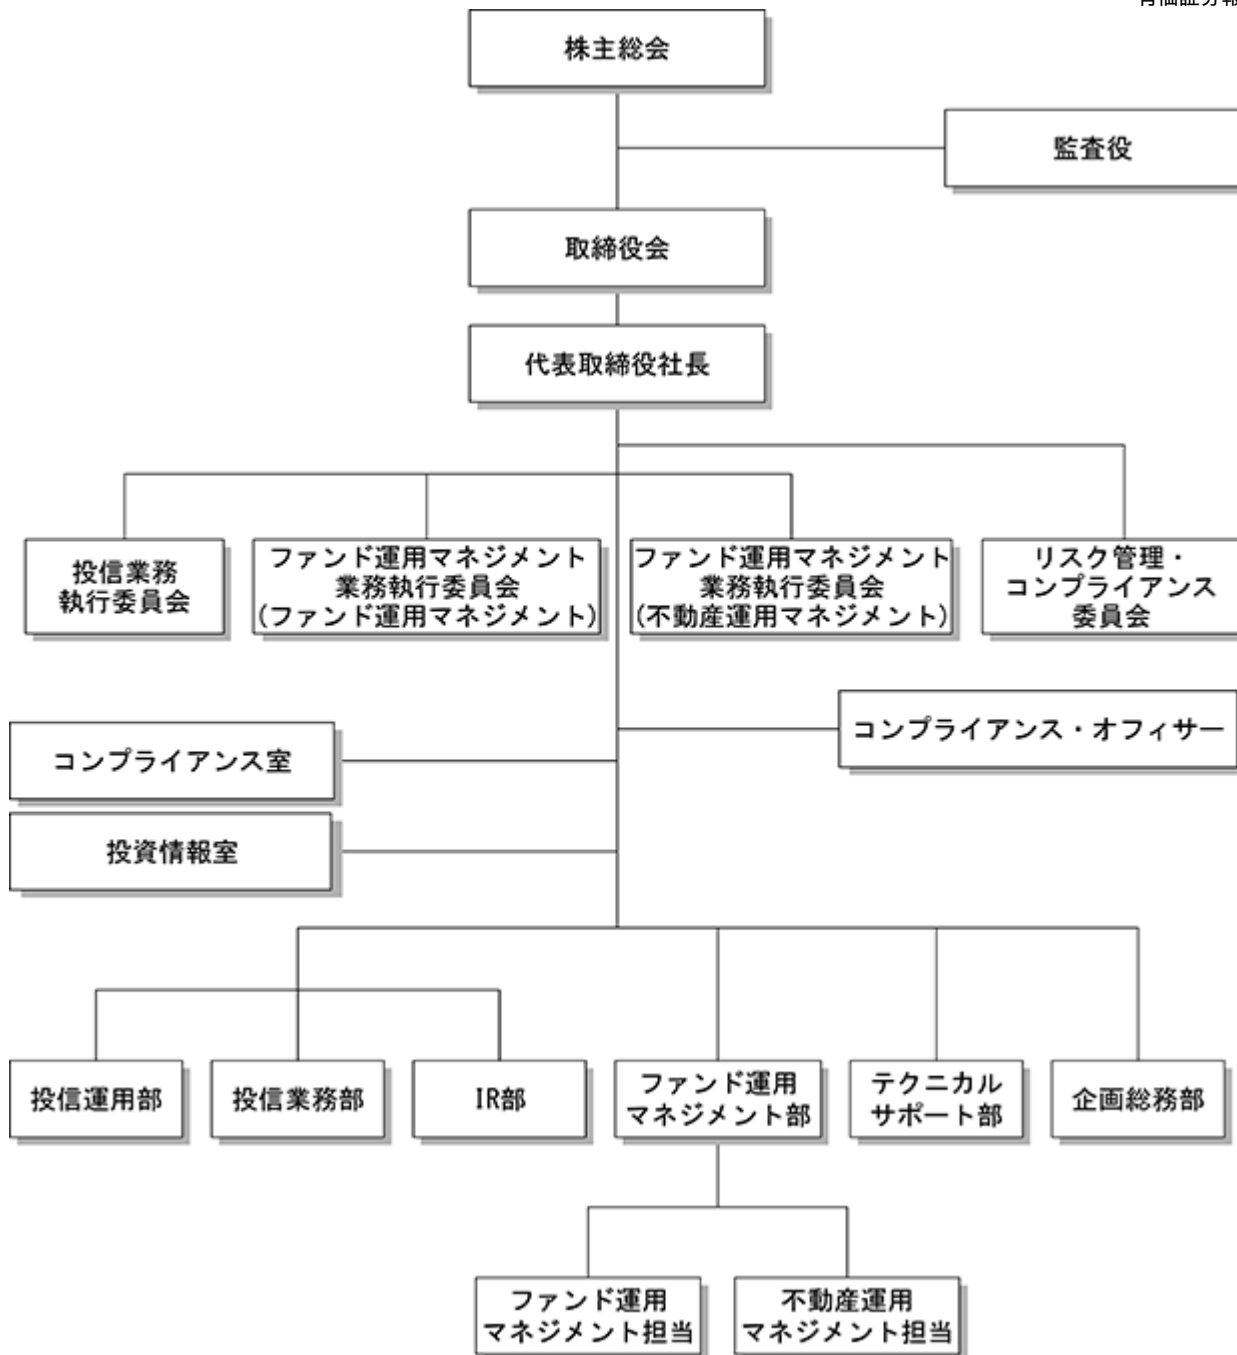 株主総会
監査役
取締役会
代表取締役社長
投信業務
執行委員会
ファンド運用マネジメント
業務執行委員会
(ファンド運用マネジメント)
ファンド運用マネジメント
業務執行委員会
(不動産運用マネジメント)
リスク管理・
コンプライアンス
委員会
コンプライアンス・オフィサー
コンプライアンス室
投資情報室
投信運用部
投信業務部
IR部
ファンド運用
マネジメント部
テクニカル
サポート部
企画総務部
ファンド運用
マネジメント担当
不動産運用
マネジメント担当